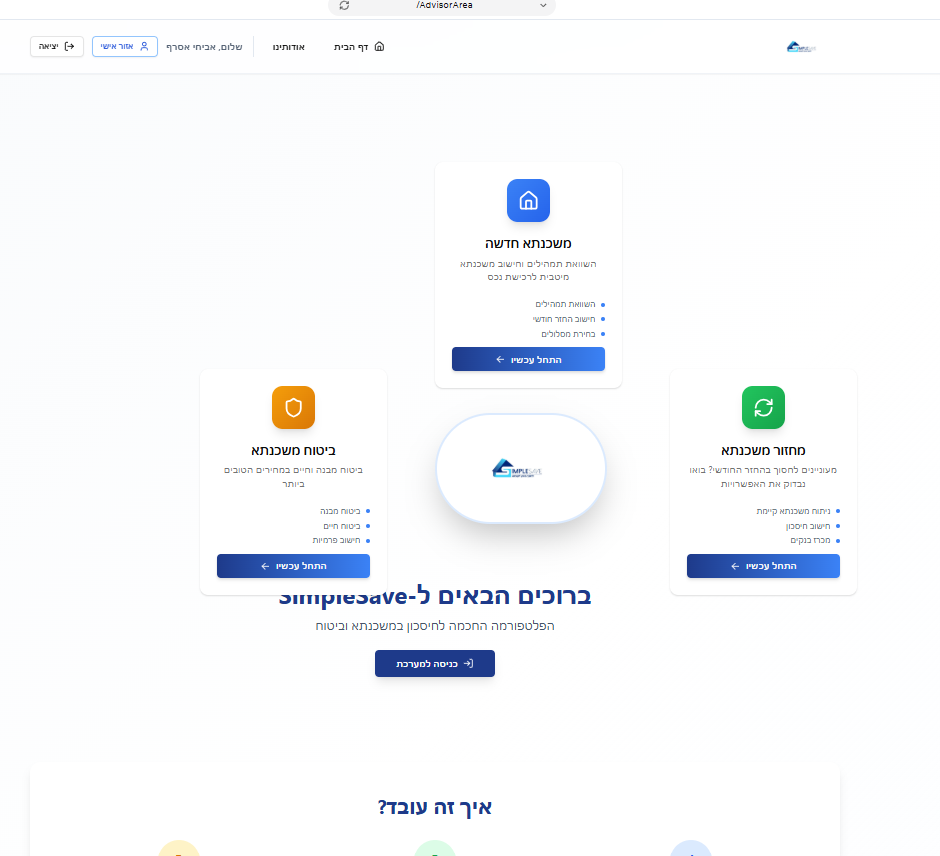 /AdvisorArea
דף הבית
אודותינו
שלום, אביחי אסרף
אזור אישי
יציאה
משכנתא חדשה
השוואת תמהילים וחישוב משכנתא
מיטבית לרכישת נכס
השוואת תמהילים
חישוב החזר חודשי
בחירת מסלולים
התחל עכשיו
מחזור משכנתא
מעוניינים לחסוך בהחזר החודשי? בואו
נבדוק את האפשרויות
ניתוח משכנתא קיימת
חישוב חיסכון
מכרז בנקים
התחל עכשיו
ביטוח משכנתא
ביטוח מבנה וחיים במחירים הטובים
ביותר
ביטוח מבנה
ביטוח חיים
חישוב פרמיות
התחל עכשיו
SIMPLESAVE
ברוכים הבאים ל-SimpleSave
הפלטפורמה החכמה לחיסכון במשכנתא וביטוח
כניסה למערכת
איך זה עובד?